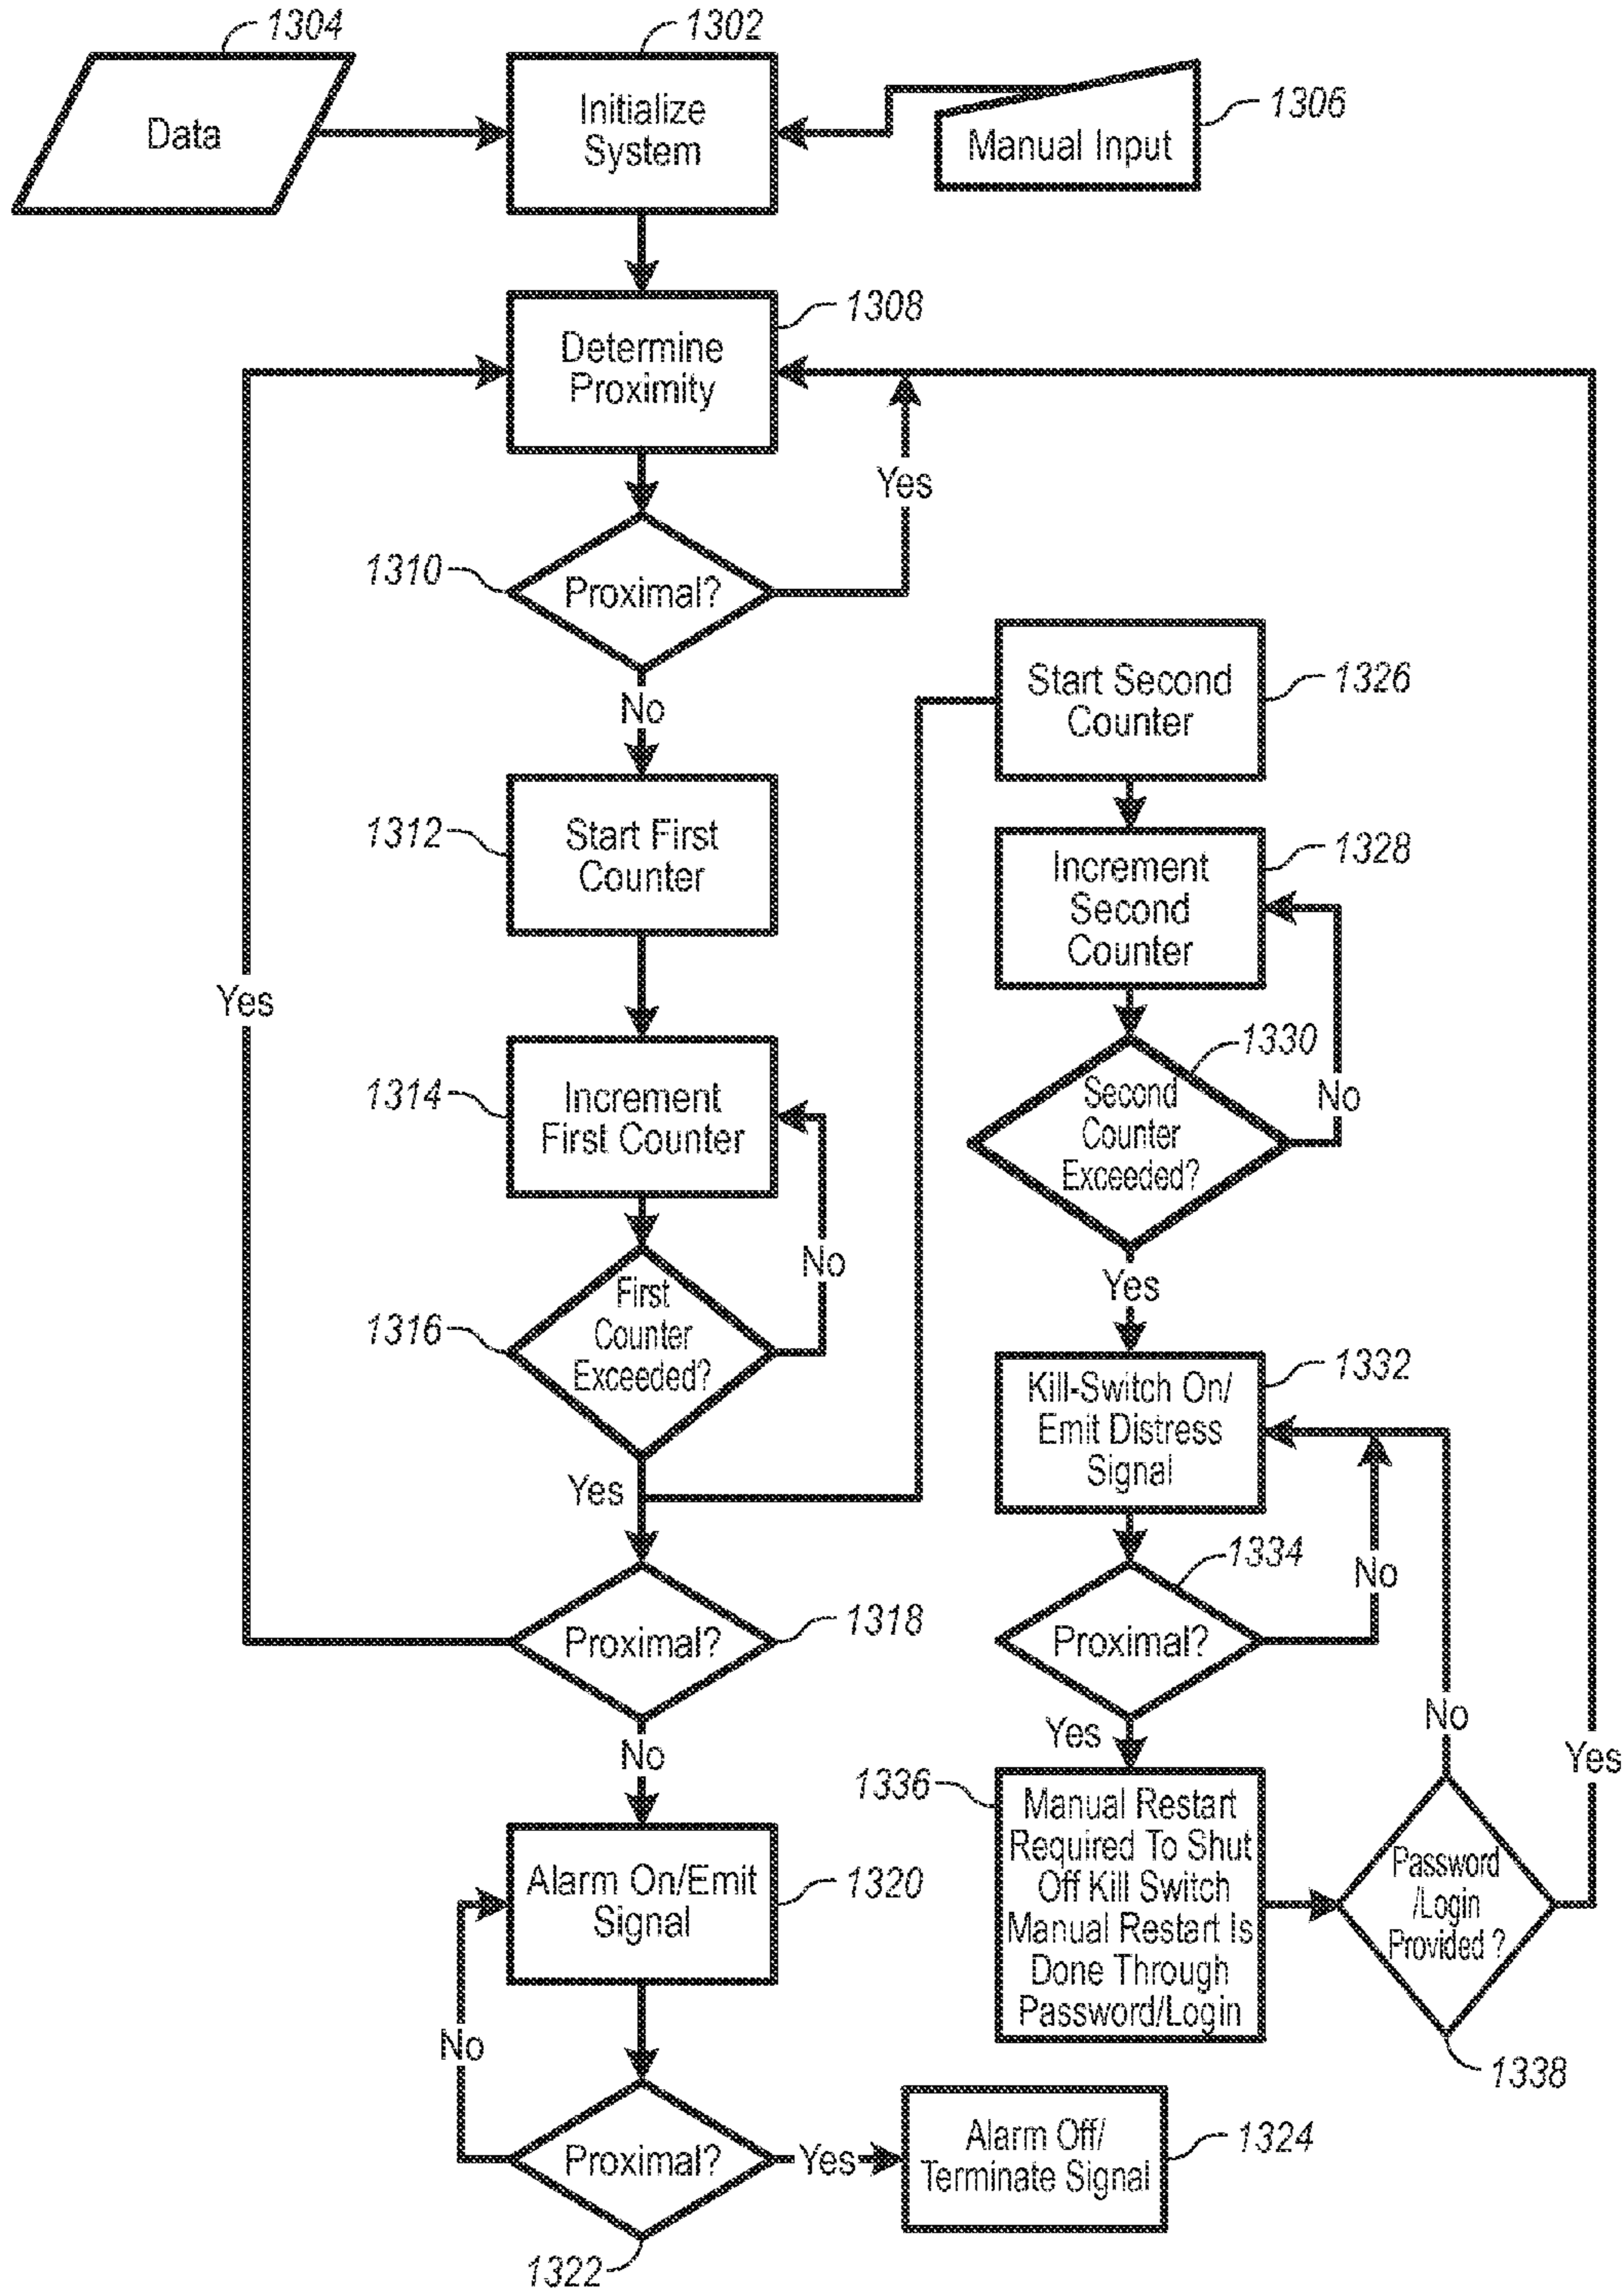 1304
1302
Data
Initialize
System
Manual Input
1306
1308
Determine
Proximity
Yes
1310
Proximal?
No
1312
Start First
Counter
Yes
1314
Increment
First Counter
No
1316
First
Counter
Exceeded?
Yes
Proximal?
1318
No
Alarm On/Emit
Signal
1320
No
Proximal?
1322
Yes
Alarm Off/
Terminate Signal
1324
Start Second
Counter
1326
Increment
Second
Counter
1328
1330
Second
Counter
Exceeded?
No
Yes
Kill-Switch On/
Emit Distress
Signal
1332
1334
Proximal?
No
Yes
1336
Manual Restart
Required To Shut
Off Kill Switch
Manual Restart Is
Done Through
Password/Login
No
Password
/Login
Provided ?
1338
Yes